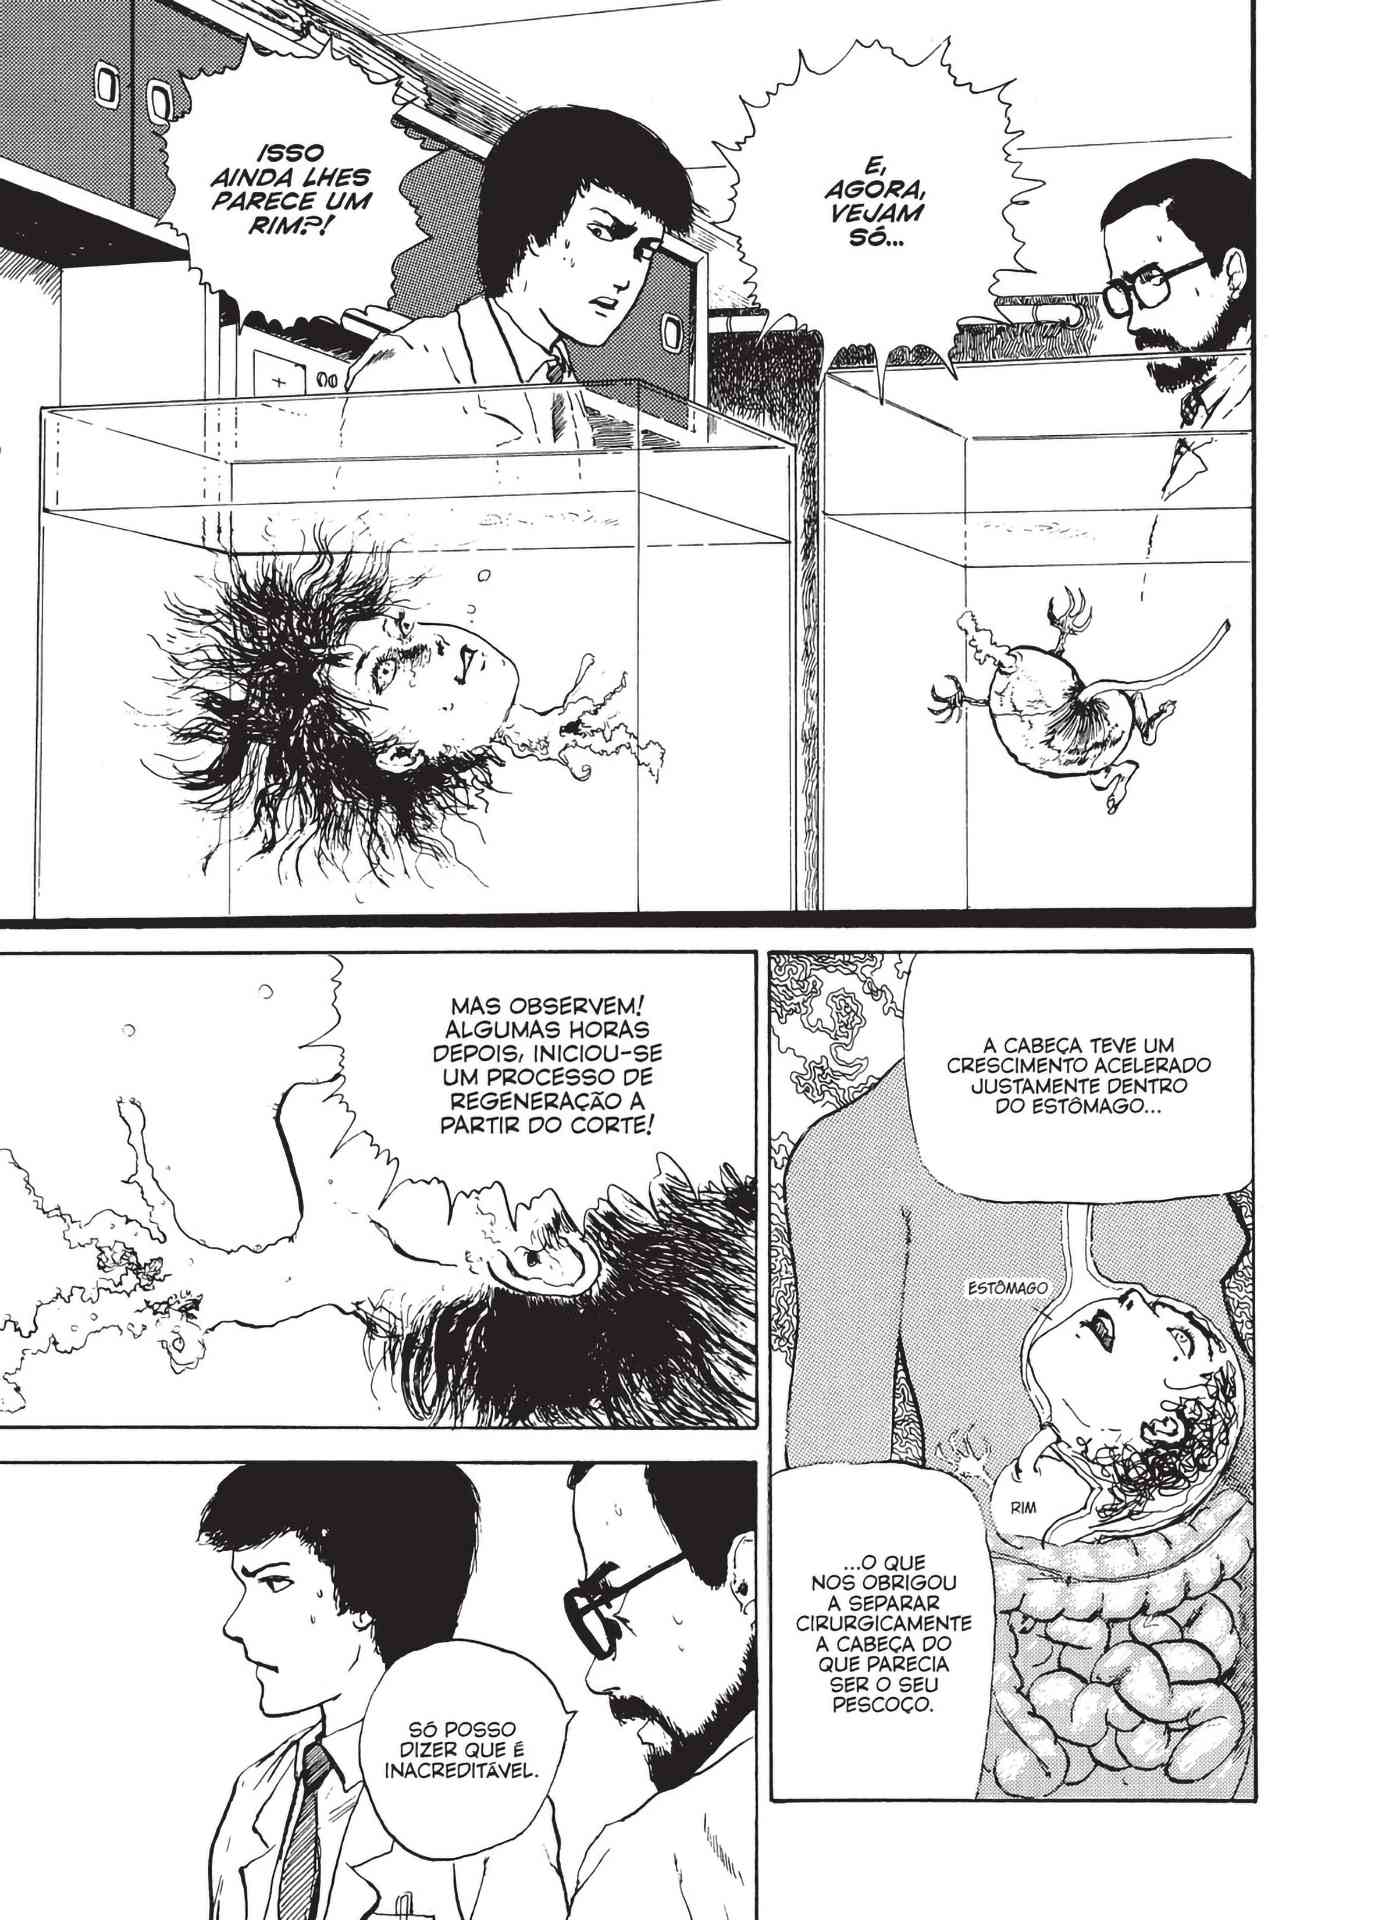 E,
AGORA,
VEJAM
SÓ...
ISSO
AINDA LHES
PARECE UM
RIM?!
A CABEÇA TEVE UM
CRESCIMENTO ACELERADO
JUSTAMENTE DENTRO
DO ESTÔMAGO...
ESTÔMAGO
RIM
...O QUE
NOS OBRIGOU
A SEPARAR
CIRURGICAMENTE
A CABEÇA DO
QUE PARECIA
SER O SEU
PESCOÇO.
MAS OBSERVEM!
ALGUMAS HORAS
DEPOIS, INICIOU-SE
UM PROCESSO DE
REGENERAÇÃO A
PARTIR DO CORTE!
SÓ POSSO
DIZER QUE É
INACREDITÁVEL.